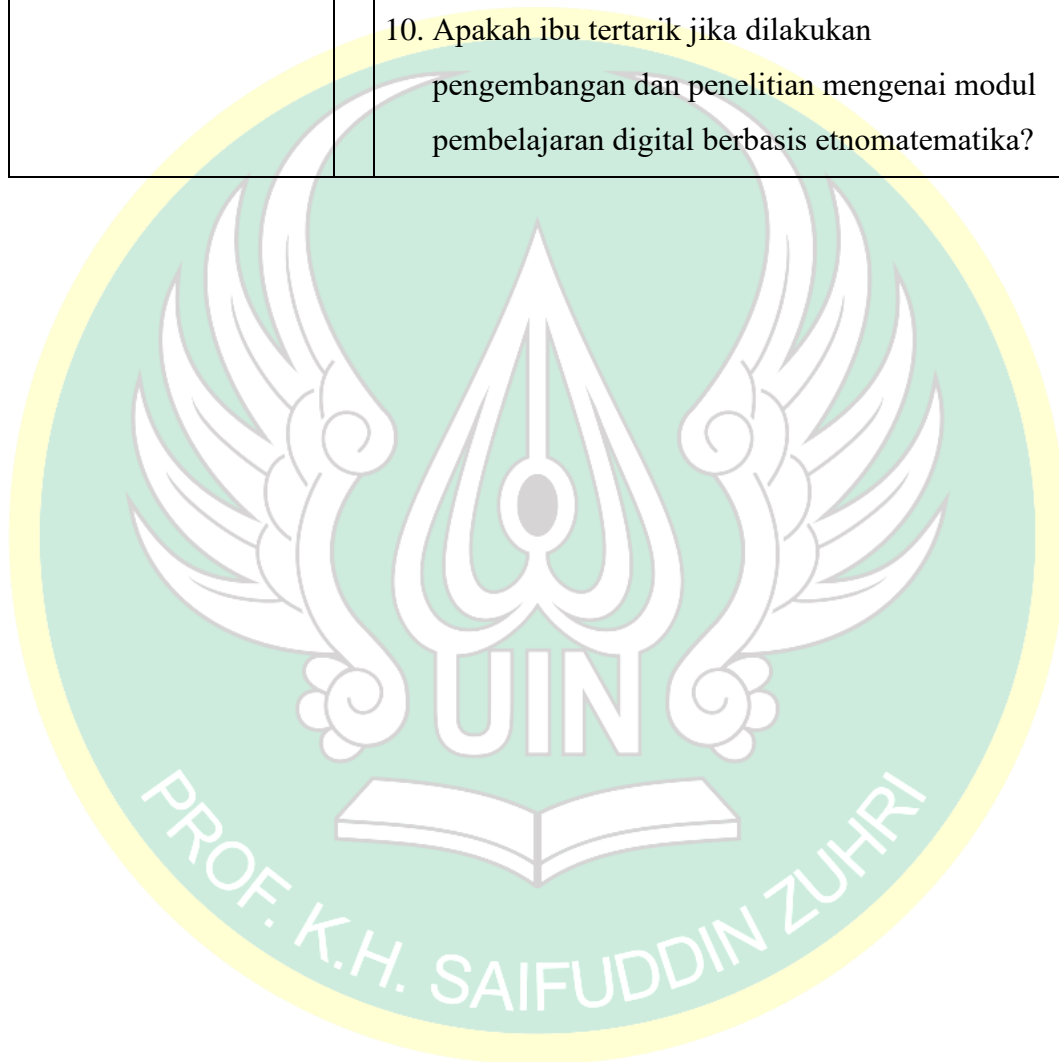 10. Apakah ibu tertarik jika dilakukan
pengembangan dan penelitian mengenai modul
pembelajaran digital berbasis etnomatematika?
UIN
PROF. K.H. SAIFUDDIN ZUHRI